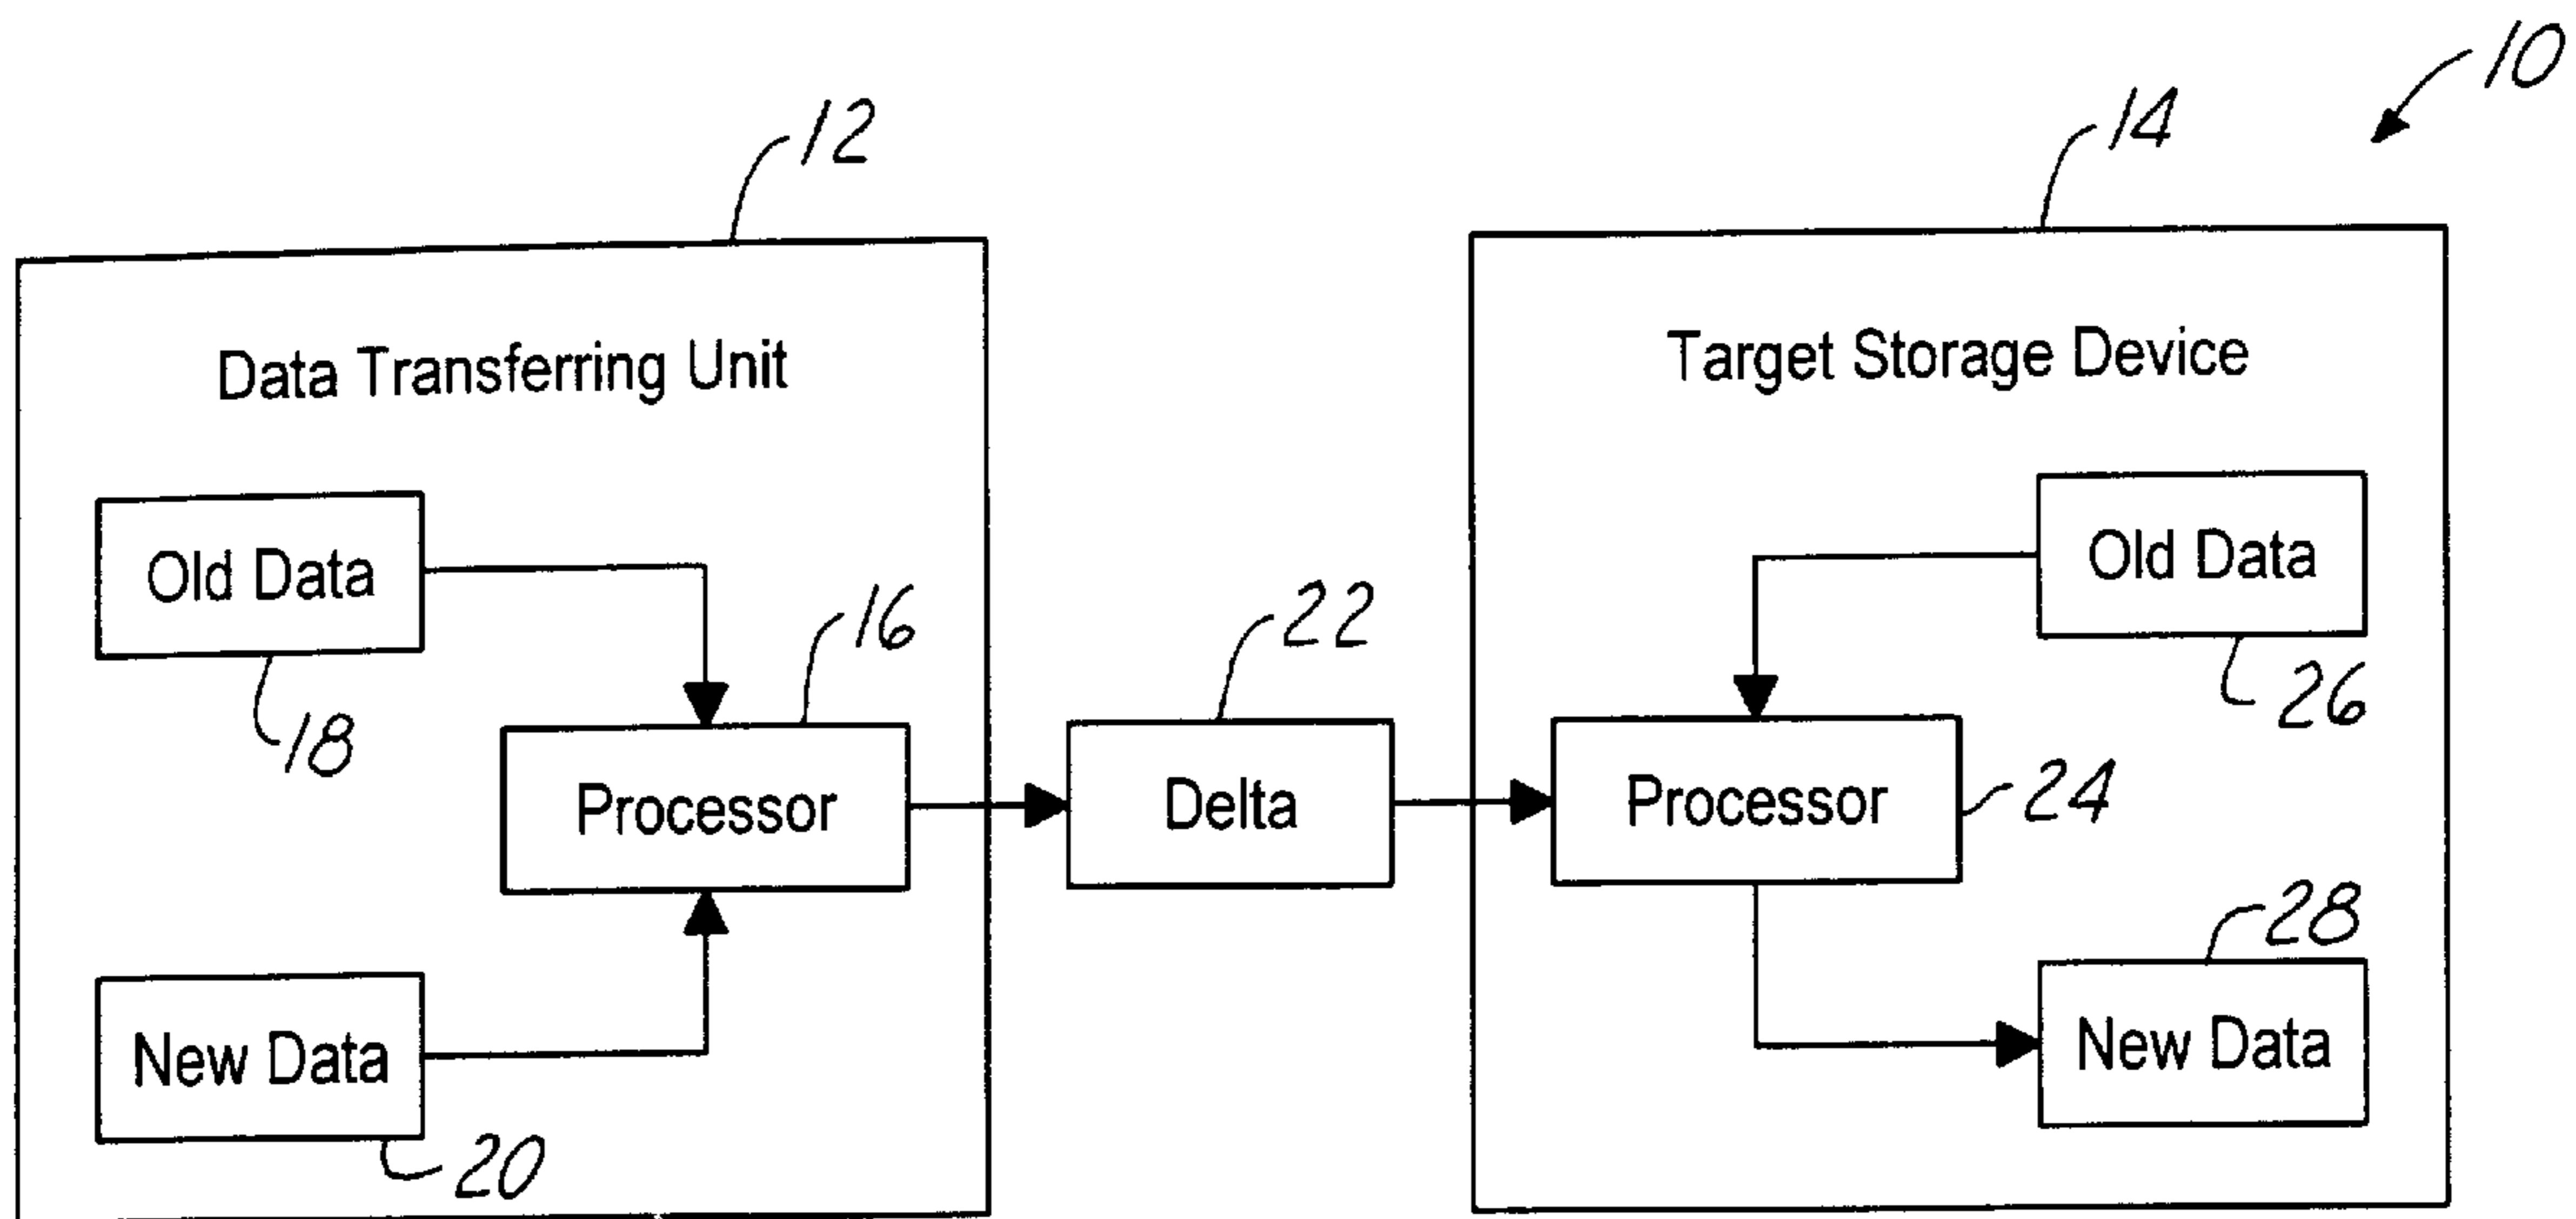 10
12
14
Data Transferring Unit
Target Storage Device
Old Data
18
16
Processor
New Data
20
22
Delta
Old Data
26
Processor
24
28
New Data